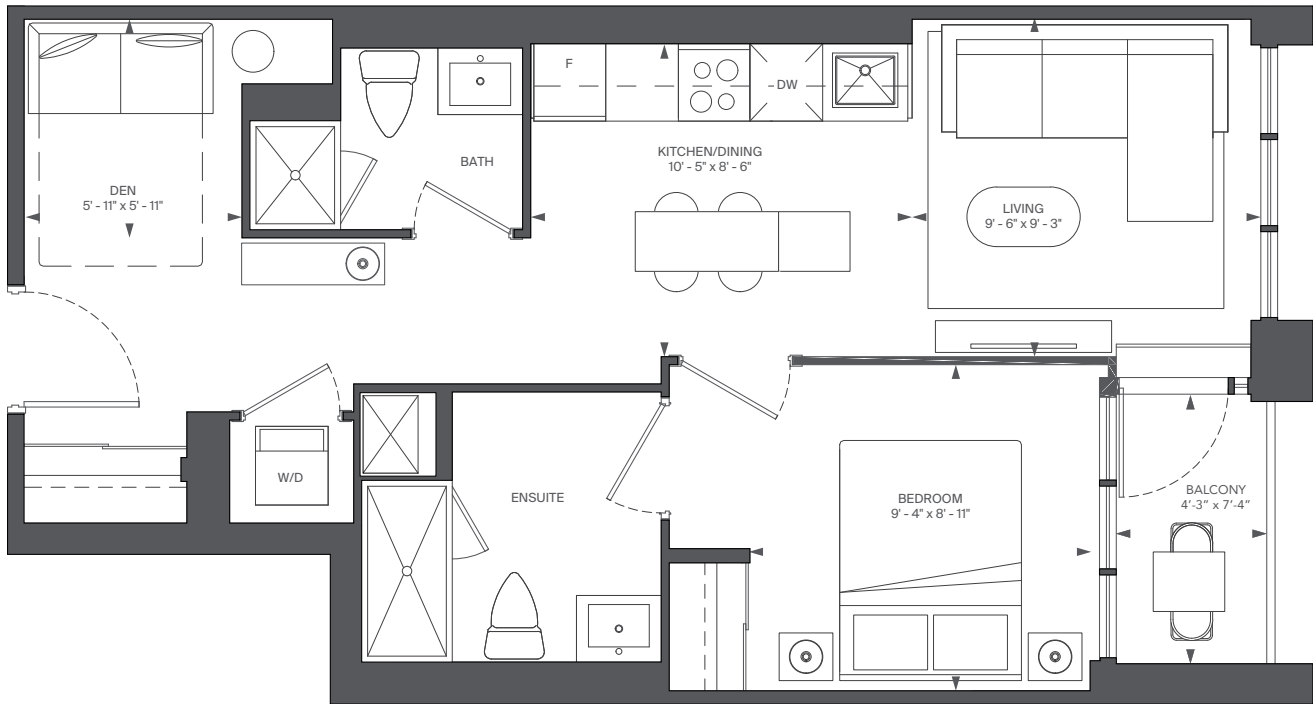 F
DW
BATH
KITCHEN/DINING
10' - 5" x 8' - 6"
DEN
5' - 11" x 5' - 11"
LIVING
9' - 6" x 9' - 3"
W/D
ENSUITE
BEDROOM
9' - 4" x 8' - 11"
BALCONY
4'-3" x 7'-4"